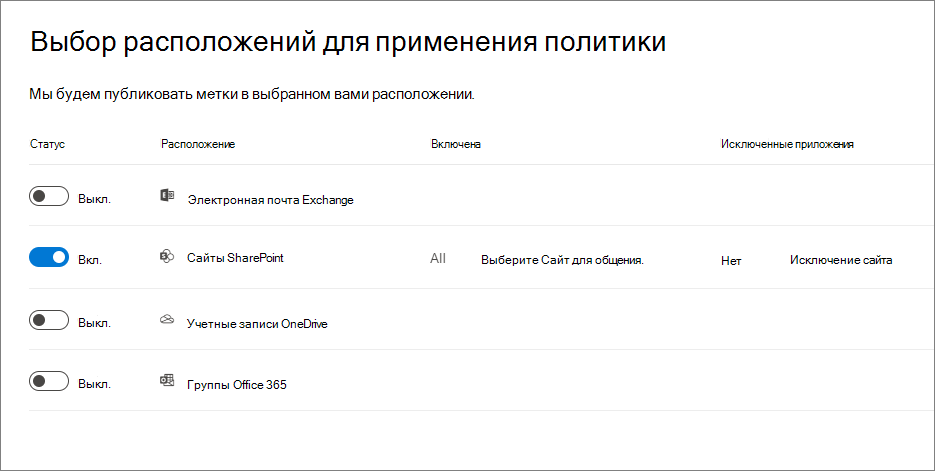 Выбор расположений для применения политики
Мы будем публиковать метки в выбранном вами расположении.
Статус Расположение Включена Исключенные приложения
Выкл. Электронная почта Exchange
Вкл. Сайты SharePoint All Выберите Сайт для общения. Нет Исключение сайта
Выкл. Учетные записи OneDrive
Выкл. Группы Office 365